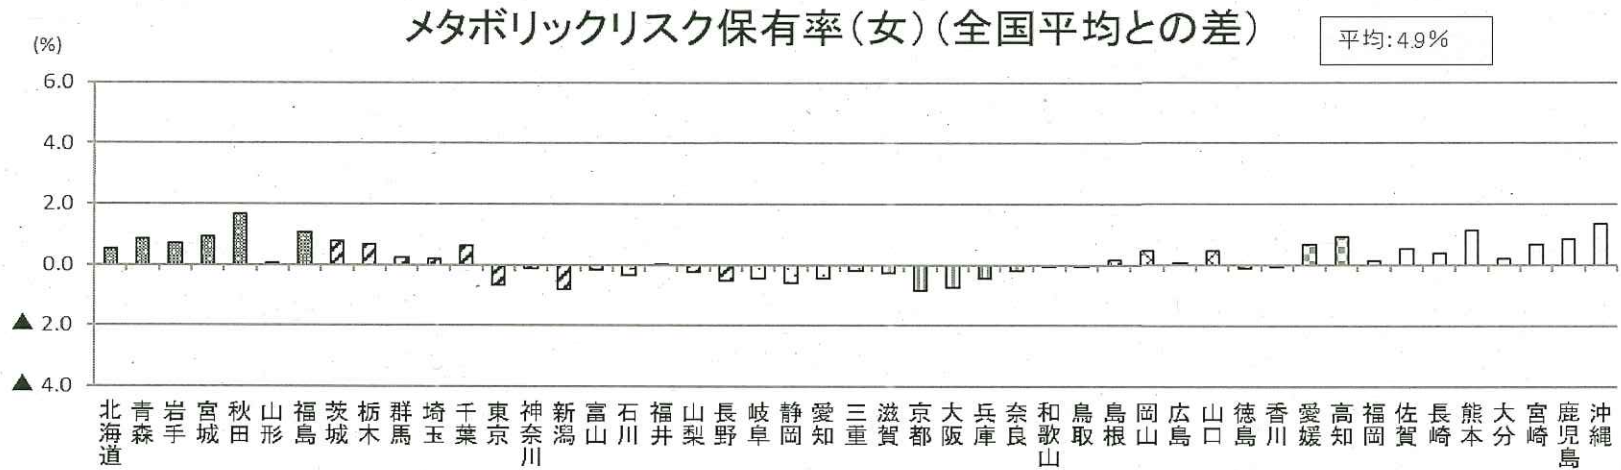 メタボリックリスク保有率(女)(全国平均との差)
平均:4.9%
(%)
6.0
4.0
2.0
0.0
▲ 2.0
▲ 4.0
北海道
青森
岩手
宮城
秋田
山形
福島
茨城
栃木
群馬
埼玉
千葉
東京
神奈川
新潟
富山
石川
福井
山梨
長野
岐阜
静岡
愛知
三重
滋賀
京都
大阪
兵庫
奈良
和歌山
鳥取
島根
岡山
広島
山口
徳島
香川
愛媛
高知
福岡
佐賀
長崎
熊本
大分
宮崎
鹿児島
沖縄